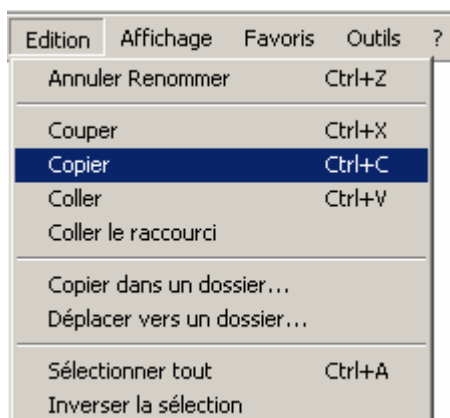 Edition Affichage Favoris Outils ?
Annuler Renommer Ctrl+Z
Couper Ctrl+X
Copier Ctrl+C
Coller Ctrl+V
Coller le raccourci
Copier dans un dossier...
Déplacer vers un dossier...
Sélectionner tout Ctrl+A
Inverser la sélection